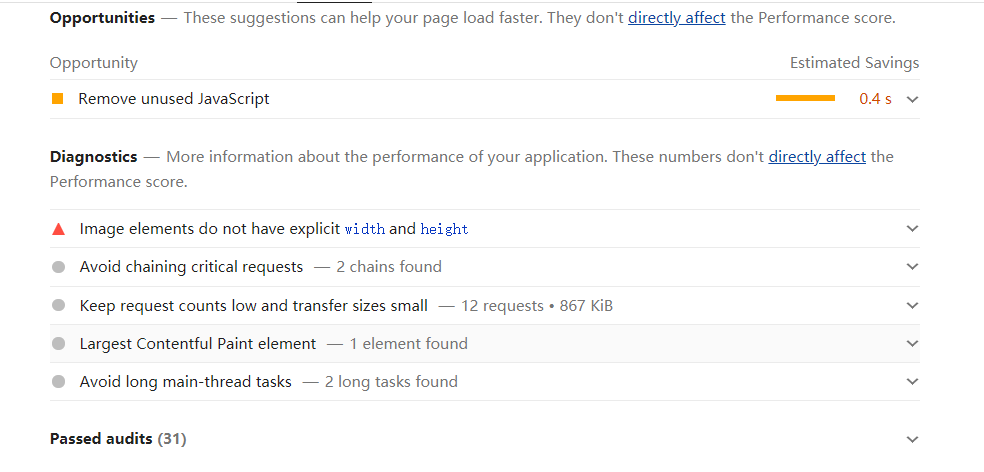 Opportunities — These suggestions can help your page load faster. They don't directly affect the Performance score.
Opportunity Estimated Savings
Remove unused JavaScript 0.4 s
Diagnostics — More information about the performance of your application. These numbers don't directly affect the
Performance score.
Image elements do not have explicit width and height
Avoid chaining critical requests — 2 chains found
Keep request counts low and transfer sizes small — 12 requests • 867 KiB
Largest Contentful Paint element — 1 element found
Avoid long main-thread tasks — 2 long tasks found
Passed audits (31)